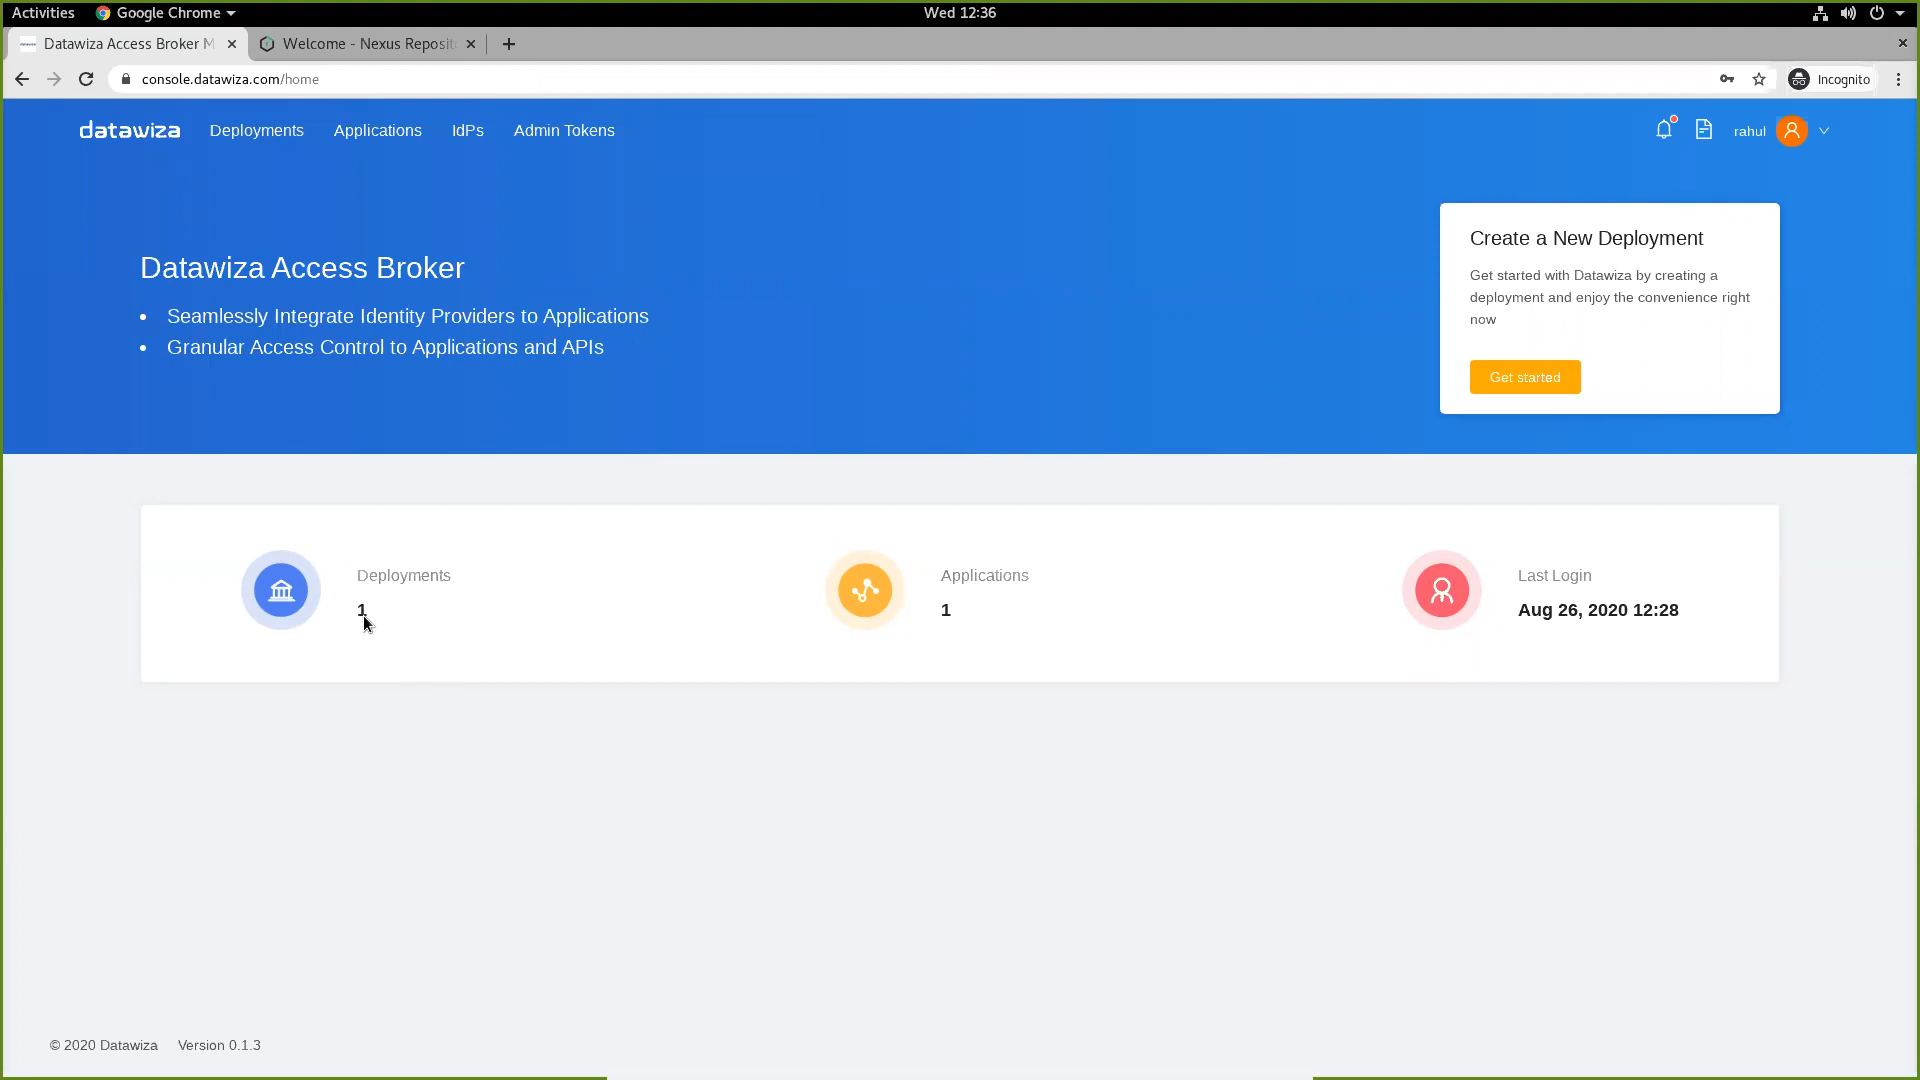 Activities Google Chrome Wed 12:36
Datawiza Access Broker M Welcome - Nexus Reposit
console.datawiza.com/home Incognito
datawiza Deployments Applications IdPs Admin Tokens rahul
Datawiza Access Broker
• Seamlessly Integrate Identity Providers to Applications
• Granular Access Control to Applications and APIs
Create a New Deployment
Get started with Datawiza by creating a
deployment and enjoy the convenience right
now
Get started
Deployments
1
Applications
1
Last Login
Aug 26, 2020 12:28
© 2020 Datawiza Version 0.1.3